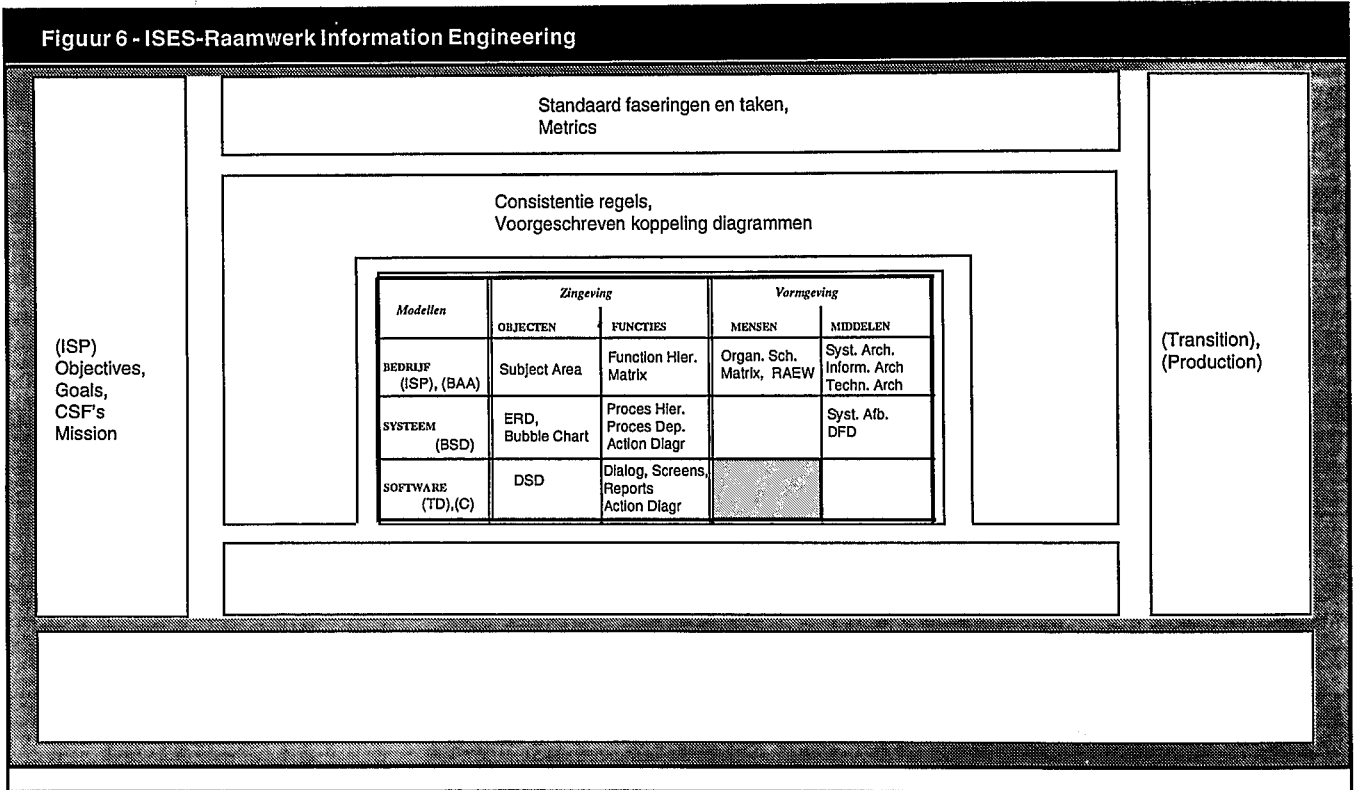 Figuur 6 - ISES-Raamwerk Information Engineering
Standaard faseringen en taken,
Metrics
Consistentie regels,
Voorgeschreven koppeling diagrammen
(ISP)
Objectives,
Goals,
CSF's
Mission
Modellen
Zingeving
Vormgeving
OBJECTEN
FUNCTIES
MENSEN
MIDDELEN
BEDRIJF
(ISP), (BAA)
Subject Area
Function Hier.
Matrix
Organ. Sch.
Matrix, RAEW
Syst. Arch.
Inform. Arch
Techn. Arch
SYSTEEM
(BSD)
ERD,
Bubble Chart
Proces Hier.
Proces Dep.
Action Diagr
Syst. Afb.
DFD
SOFTWARE
(TD),(C)
DSD
Dialog, Screens,
Reports
Action Diagr
(Transition),
(Production)